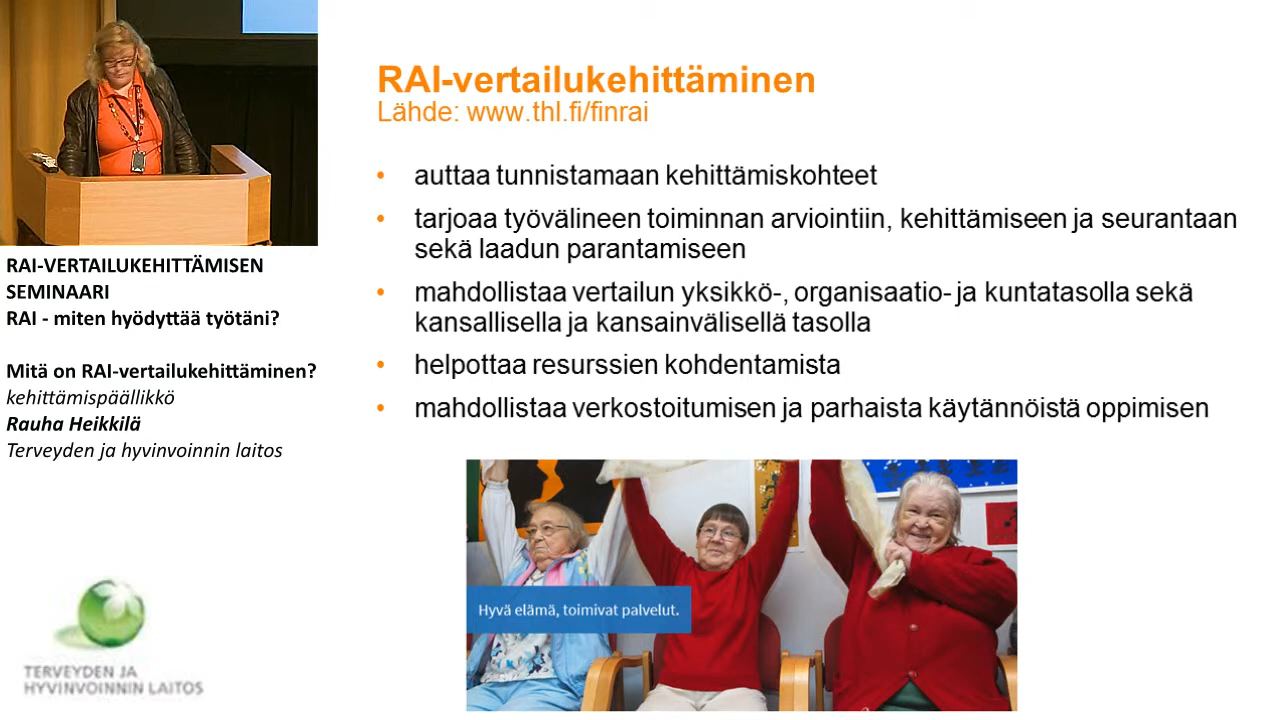 RAI-VERTAILUKEHITTÄMISEN
SEMINAARI
RAI - miten hyödyttää työtäni?
Mitä on RAI-vertailukehittäminen?
kehittämispäällikkö
Rauha Heikkilä
Terveyden ja hyvinvoinnin laitos
TERVEYDEN JA
HYVINVOINNIN LAITOS
RAI-vertailukehittäminen
Lähde: www.thl.fi/finrai
• auttaa tunnistamaan kehittämiskohteet
• tarjoaa työvälineen toiminnan arviointiin, kehittämiseen ja seurantaan
sekä laadun parantamiseen
• mahdollistaa vertailun yksikkö-, organisaatio- ja kuntatasolla sekä
kansallisella ja kansainvälisellä tasolla
• helpottaa resurssien kohdentamista
• mahdollistaa verkostoitumisen ja parhaista käytännöistä oppimisen
Hyvä elämä, toimivat palvelut.